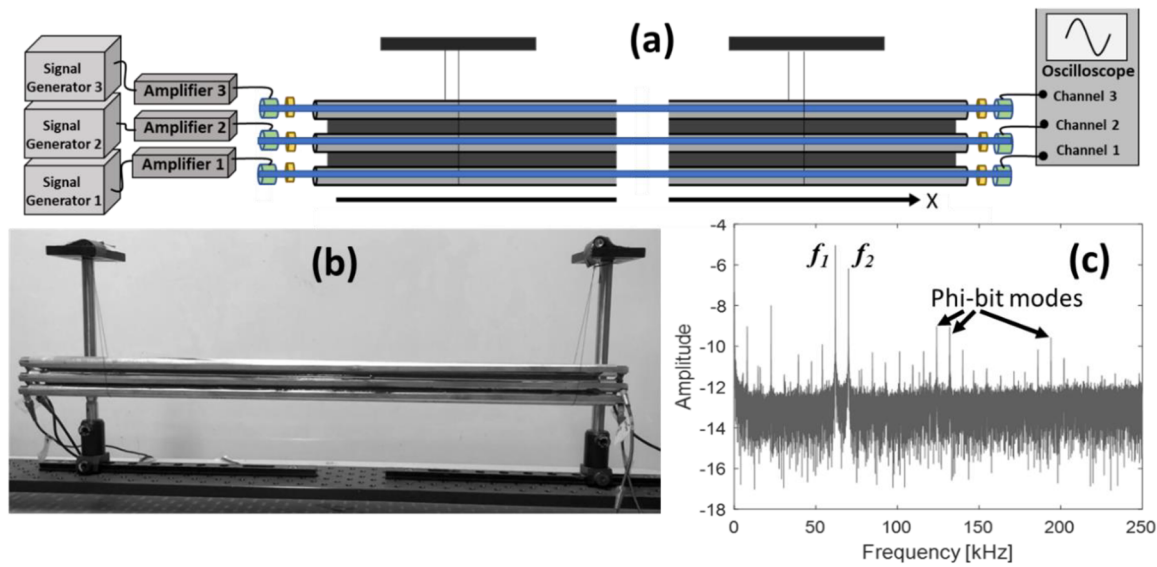 (a)
Signal
Generator 3
Amplifier 3
Signal
Generator 2
Amplifier 2
Signal
Generator 1
Amplifier 1
Oscilloscope
Channel 3
Channel 2
Channel 1
X
(b)
(c)
f1 f2
Phi-bit modes
Amplitude
-4
-6
-8
-10
-12
-14
-16
-18
0 50 100 150 200 250
Frequency [kHz]